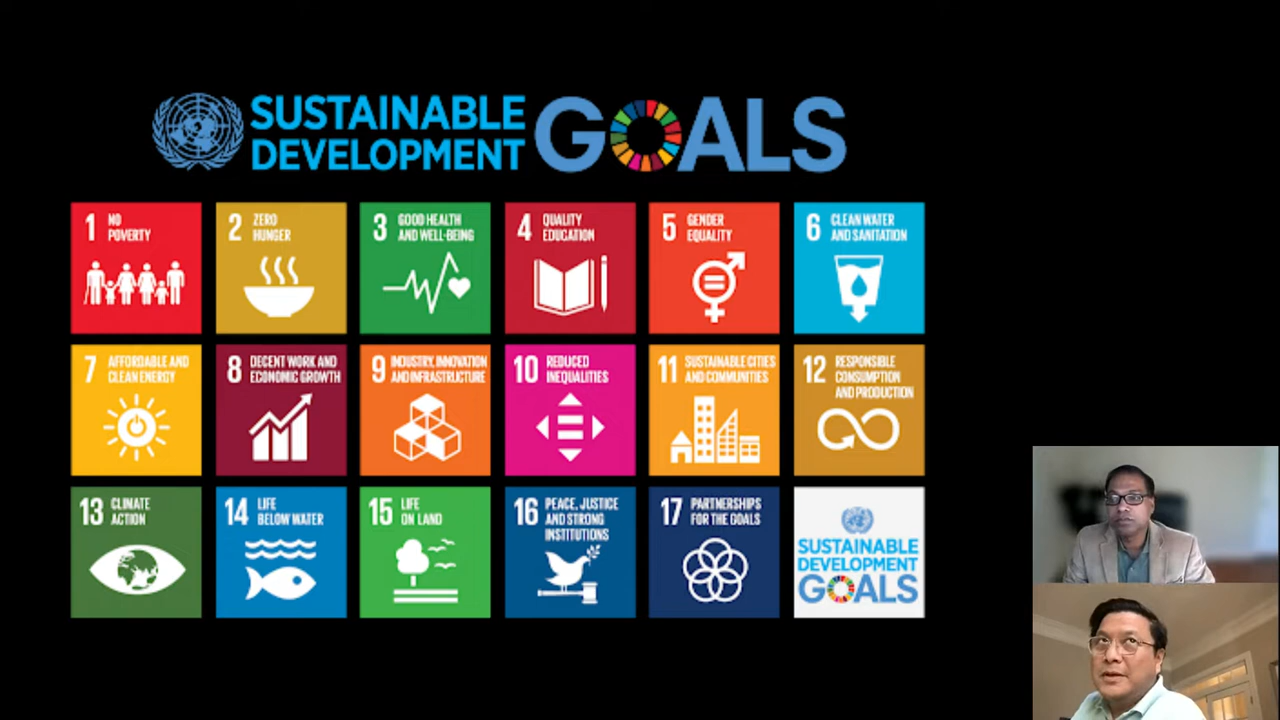 SUSTAINABLE
DEVELOPMENT
GOALS
1 NO
POVERTY
2 ZERO
HUNGER
3 GOOD HEALTH
AND WELL-BEING
4 QUALITY
EDUCATION
5 GENDER
EQUALITY
6 CLEAN WATER
AND SANITATION
7 AFFORDABLE AND
CLEAN ENERGY
8 DECENT WORK AND
ECONOMIC GROWTH
9 INDUSTRY, INNOVATION
AND INFRASTRUCTURE
10 REDUCED
INEQUALITIES
11 SUSTAINABLE CITIES
AND COMMUNITIES
12 RESPONSIBLE
CONSUMPTION
AND PRODUCTION
13 CLIMATE
ACTION
14 LIFE
BELOW WATER
15 LIFE
ON LAND
16 PEACE, JUSTICE
AND STRONG
INSTITUTIONS
17 PARTNERSHIPS
FOR THE GOALS
SUSTAINABLE
DEVELOPMENT
GOALS